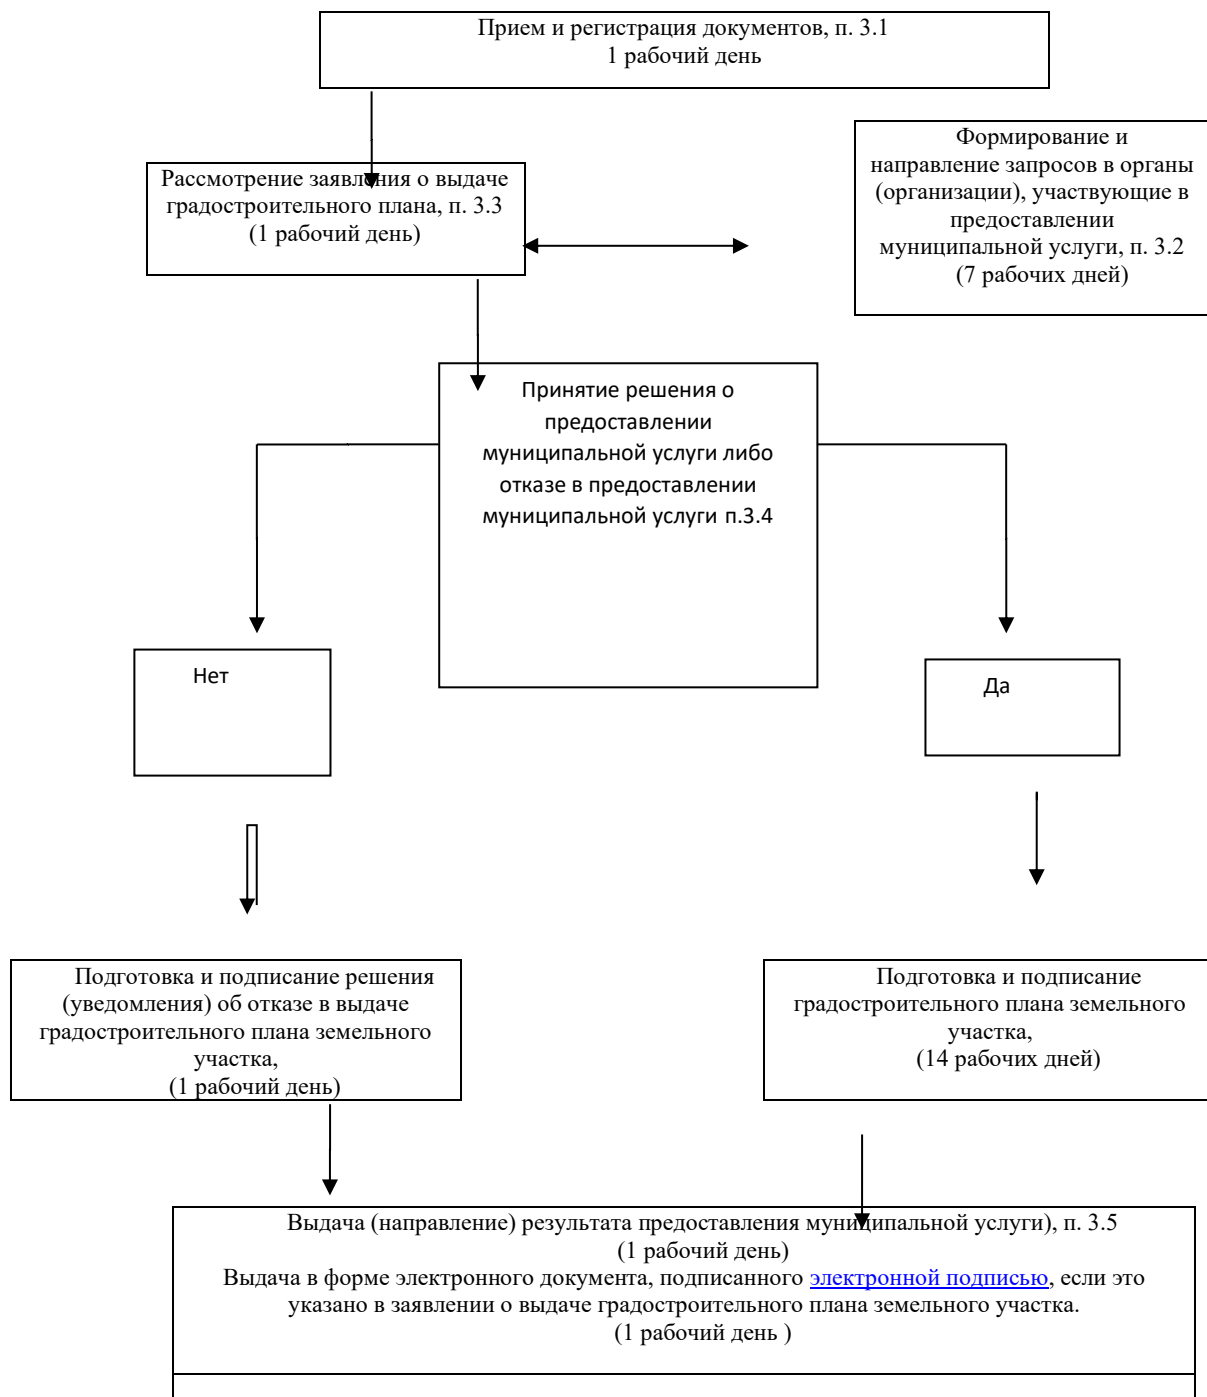 Прием и регистрация документов, п. 3.1
1 рабочий день
Формирование и
направление запросов в органы
(организации), участвующие в
предоставлении
муниципальной услуги, п. 3.2
(7 рабочих дней)
Рассмотрение заявления о выдаче
градостроительного плана, п. 3.3
(1 рабочий день)
Принятие решения о
предоставлении
муниципальной услуги либо
отказе в предоставлении
муниципальной услуги п.3.4
Нет
Да
Подготовка и подписание решения
(уведомления) об отказе в выдаче
градостроительного плана земельного
участка,
(1 рабочий день)
Подготовка и подписание
градостроительного плана земельного
участка,
(14 рабочих дней)
Выдача (направление) результата предоставления муниципальной услуги), п. 3.5
(1 рабочий день)
Выдача в форме электронного документа, подписанного электронной подписью, если это
указано в заявлении о выдаче градостроительного плана земельного участка.
(1 рабочий день )